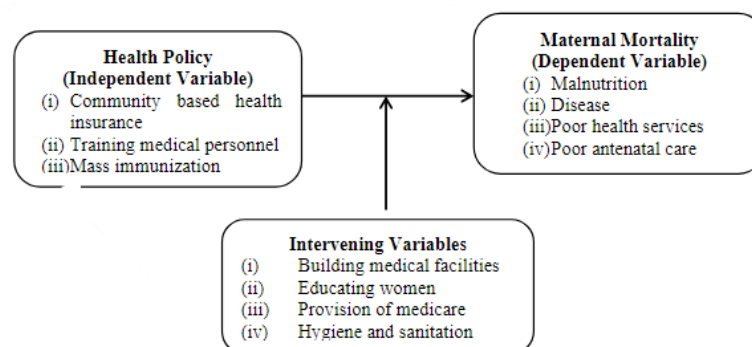 Health Policy
(Independent Variable)
(i) Community based health
insurance
(ii) Training medical personnel
(iii)Mass immunization
Maternal Mortality
(Dependent Variable)
(i) Malnutrition
(ii) Disease
(iii)Poor health services
(iv)Poor antenatal care
Intervening Variables
(i) Building medical facilities
(ii) Educating women
(iii) Provision of medicare
(iv) Hygiene and sanitation